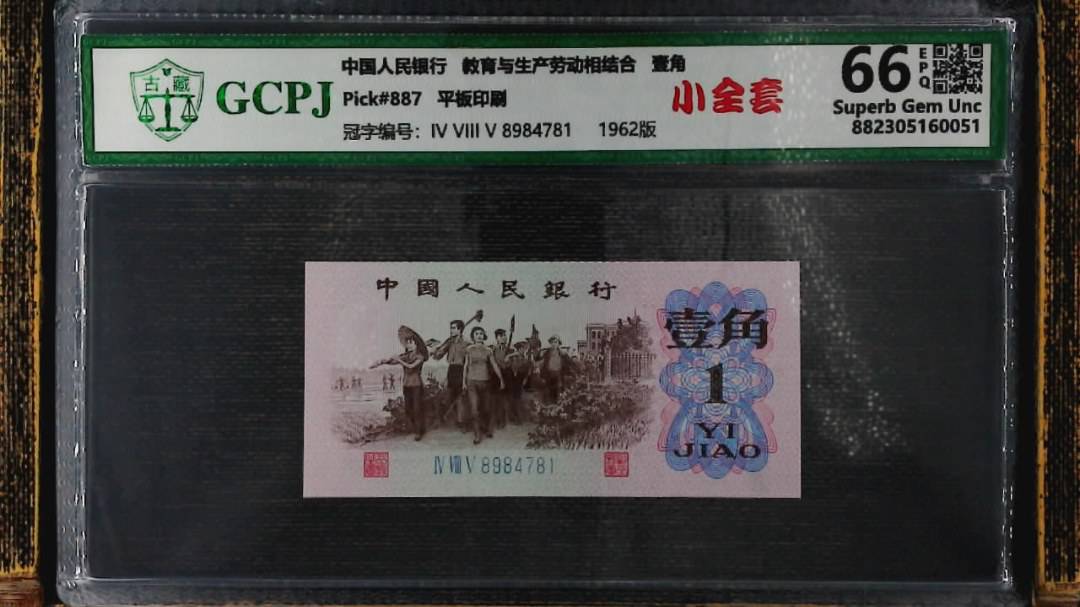 古 藏
GCPJ
中国人民银行 教育与生产劳动相结合 壹角
Pick#887 平板印刷
冠字编号: IV VIII V 8984781 1962版
小全套
66 EPQ
Superb Gem Unc
882305160051
中國人民銀行
壹角
1
YI
JIAO
IV VIII V 8984781